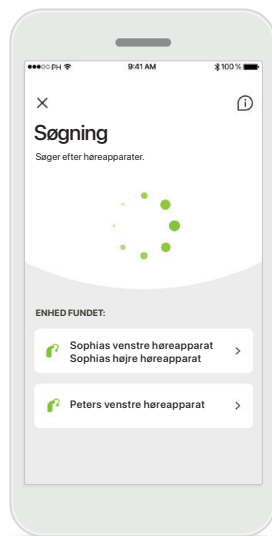 ●●●○○ PH 9:41 AM 100%
Søgning
Søger efter høreapparater.
ENHED FUNDET:
Sophias venstre høreapparat
Sophias højre høreapparat
Peters venstre høreapparat